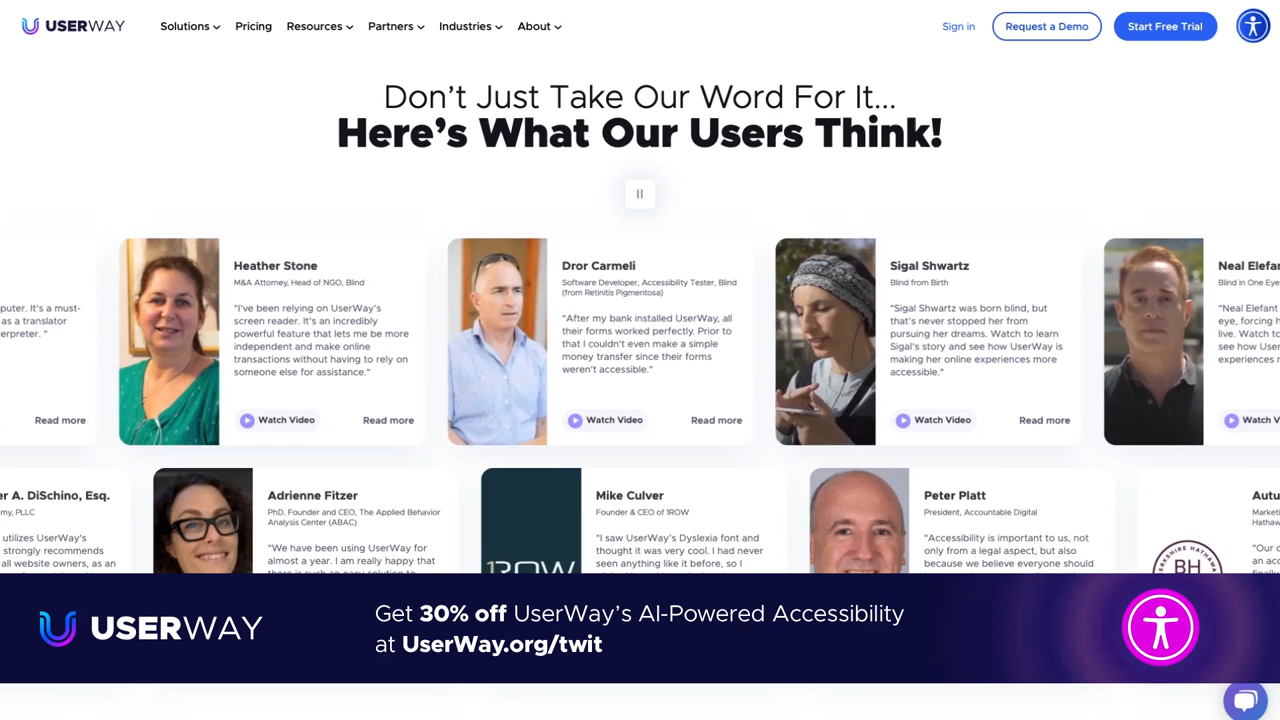 USERWAY
Solutions
Pricing
Resources
Partners
Industries
About
Sign in
Request a Demo
Start Free Trial
Don't Just Take Our Word For It...
Here's What Our Users Think!
puter. It's a must-
as a translator
erpreter. "
Read more
Heather Stone
M&A Attorney, Head of NGO, Blind
"I've been relying on UserWay's
screen reader. It's an incredibly
powerful feature that lets me be more
independent and make online
transactions without having to rely on
someone else for assistance."
Watch Video
Read more
Dror Carmeli
Software Developer, Accessibility Tester, Blind
(from Retinitis Pigmentosa)
"After my bank installed UserWay, all
their forms worked perfectly. Prior to
that I couldn't even make a simple
money transfer since their forms
weren't accessible."
Watch Video
Read more
Sigal Shwartz
Blind from Birth
"Sigal Shwartz was born blind, but
that's never stopped her from
pursuing her dreams. Watch to learn
Sigal's story and see how UserWay is
making her online experiences more
accessible."
Watch Video
Read more
Neal Elefan
Blind in One Eye
"Neal Elefant
eye, forcing h
live. Watch to
see how User
experiences m
Watch V
er A. DiSchino, Esq.
my, PLLC
utilizes UserWay's
strongly recommends
all website owners, as an
Adrienne Fitzer
PhD. Founder and CEO, The Applied Behavior
Analysis Center (ABAC)
"We have been using UserWay for
almost a year. I am really happy that
there is such an easy solution to
1ROW
Mike Culver
Founder & CEO of 1ROW
"I saw UserWay's Dyslexia font and
thought it was very cool. I had never
seen anything like it before, so I
Peter Platt
President, Accountable Digital
"Accessibility is important to us, not
only from a legal aspect, but also
because we believe everyone should
BERKSHIRE HATHAWAY
BH
Autu
Marketi
Hathaw
"Our c
an acc
USERWAY
Get 30% off UserWay's AI-Powered Accessibility
at UserWay.org/twit